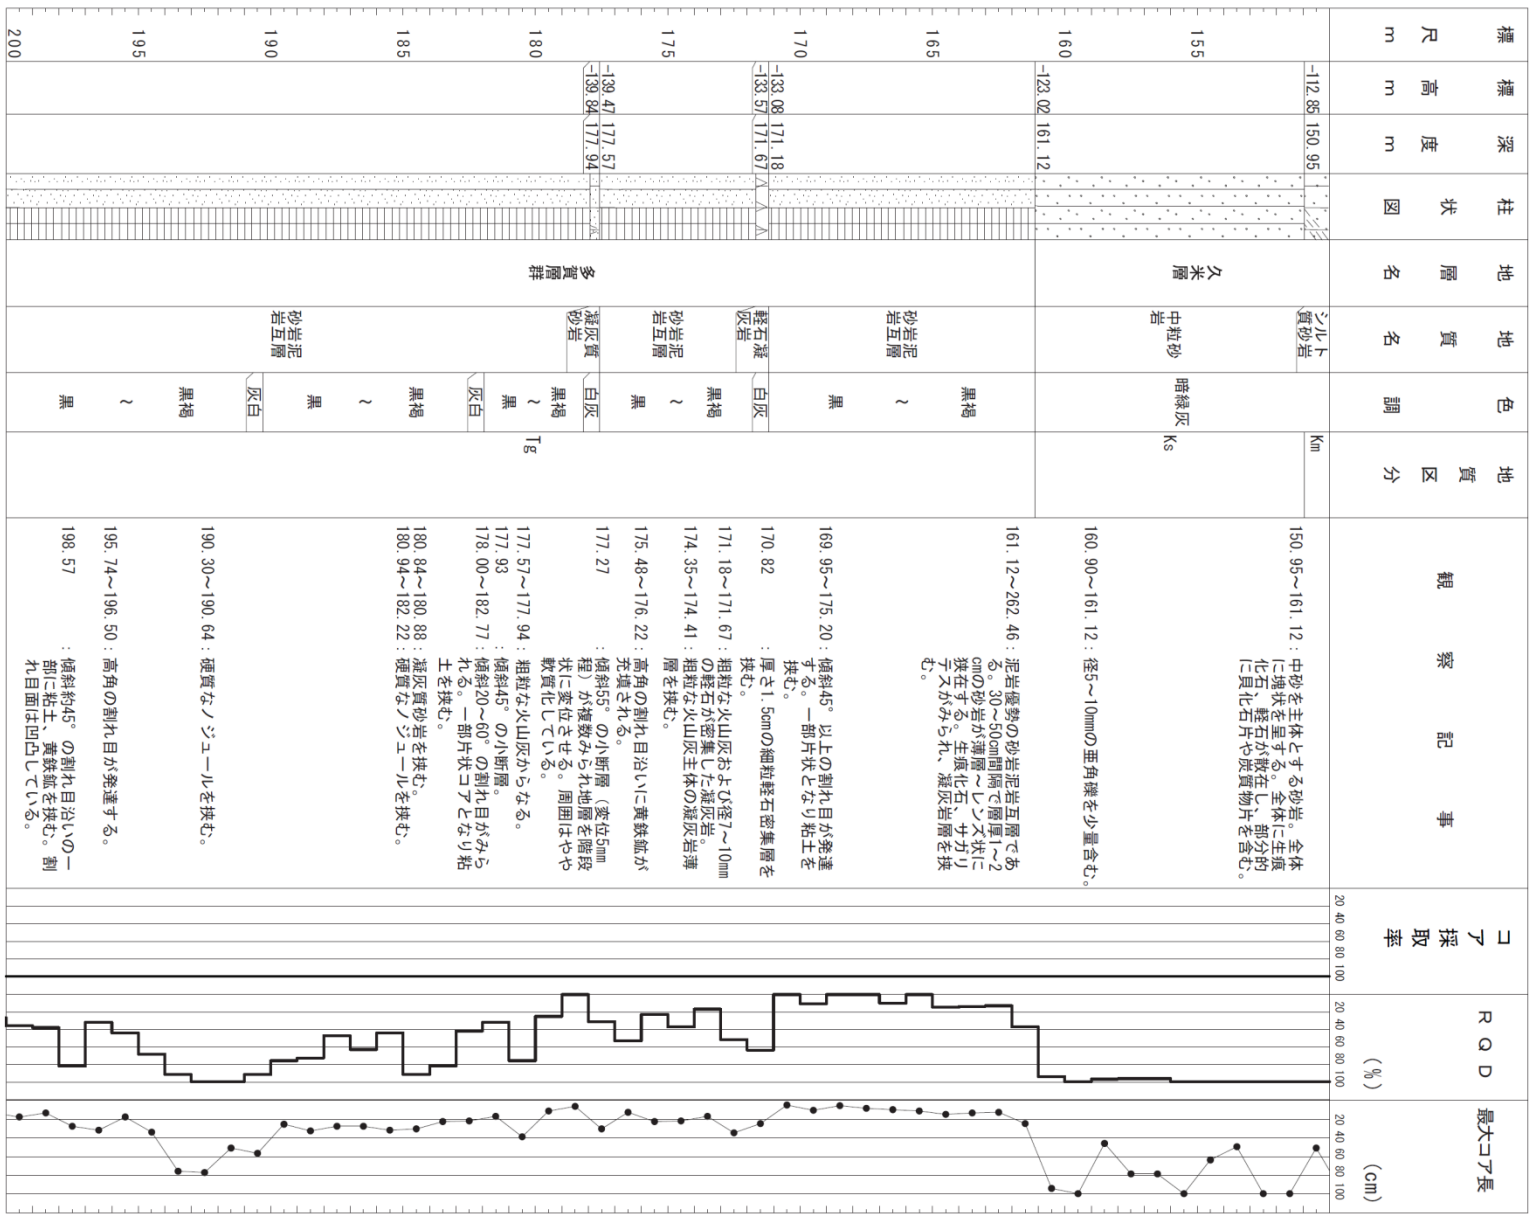 標尺 m
標高 m
深度 m
柱状図
地層名
地質名
色調
地質区分
観察記事
コア採取率
RQD
(%)
最大コア長
(cm)
20 40 60 80 100
20 40 60 80 100
20 40 60 80 100
155
160
165
170
175
180
185
190
195
200
-112.85
-123.02
-133.08
-133.57
-139.47
-139.84
150.95
161.12
171.18
171.67
177.57
177.94
久米層
多賀層群
シルト
質砂岩
中粒砂
岩
砂岩泥
岩互層
軽石凝
灰岩
砂岩泥
岩互層
凝灰質
砂岩
砂岩泥
岩互層
暗緑灰
黒褐
~
黒
白灰
黒褐
~
黒
白灰
黒褐
~
黒
灰白
黒褐
~
黒
灰白
黒褐
~
黒
Km
Ks
Tg
150.95~161.12:中砂を主体とする砂岩。全体
に塊状を呈する。全体に生痕
化石、軽石が散在し、部分的
に貝化石片や炭質物片を含む。
160.90~161.12:径5~10mmの亜角礫を少量含む。
161.12~262.46:泥岩優勢の砂岩泥岩互層であ
る。30~50cm間隔で層厚1~2
cmの砂岩が薄層~レンズ状に
狭在する。生痕化石、サガリ
テスがみられ、凝灰岩層を挟
む。
169.95~175.20:傾斜45°以上の割れ目が発達
する。一部片状となり粘土を
挟む。
170.82 :厚さ1.5cmの細粒軽石密集層を
挟む。
171.18~171.67:粗粒な火山灰および径7~10mm
の軽石が密集した凝灰岩。
174.35~174.41:粗粒な火山灰主体の凝灰岩薄
層を挟む。
175.48~176.22:高角の割れ目沿いに黄鉄鉱が
充填される。
177.27 :傾斜55°の小断層(変位5mm
程)が複数みられ地層を階段
状に変位させる。周囲はやや
軟質化している。
177.57~177.94:粗粒な火山灰からなる。
177.93 :傾斜45°の小断層。
178.00~182.77:傾斜20~60°の割れ目がみら
れる。一部片状コアとなり粘
土を挟む。
180.84~180.88:凝灰質砂岩を挟む。
180.94~182.22:硬質なノジュールを挟む。
190.30~190.64:硬質なノジュールを挟む。
195.74~196.50:高角の割れ目が発達する。
198.57 :傾斜約45°の割れ目沿いの一
部に粘土、黄鉄鉱を挟む。割
れ目面は凹凸している。